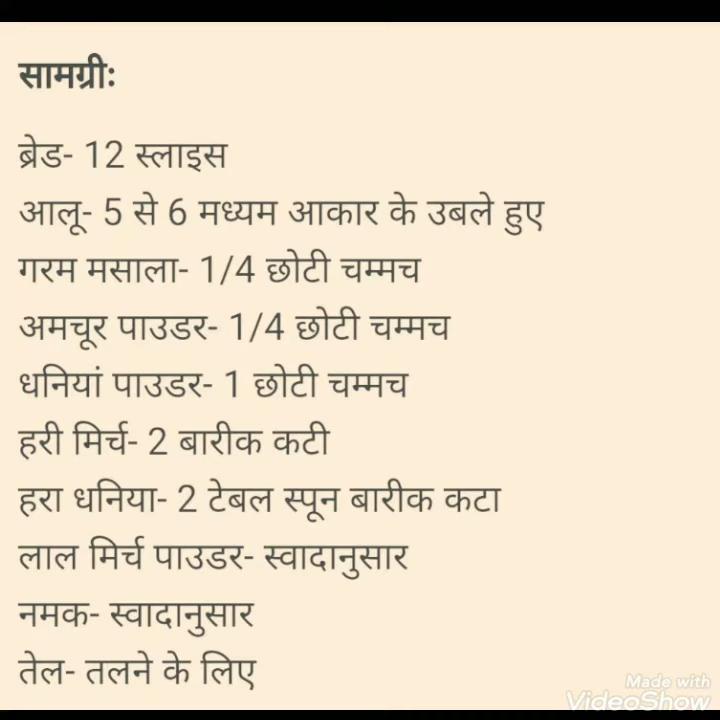 सामग्रीः
ब्रेड- 12 स्लाइस
आलू- 5 से 6 मध्यम आकार के उबले हुए
गरम मसाला- 1/4 छोटी चम्मच
अमचूर पाउडर- 1/4 छोटी चम्मच
धनियां पाउडर- 1 छोटी चम्मच
हरी मिर्च- 2 बारीक कटी
हरा धनिया- 2 टेबल स्पून बारीक कटा
लाल मिर्च पाउडर- स्वादानुसार
नमक- स्वादानुसार
तेल- तलने के लिए
Made with
VideoShow